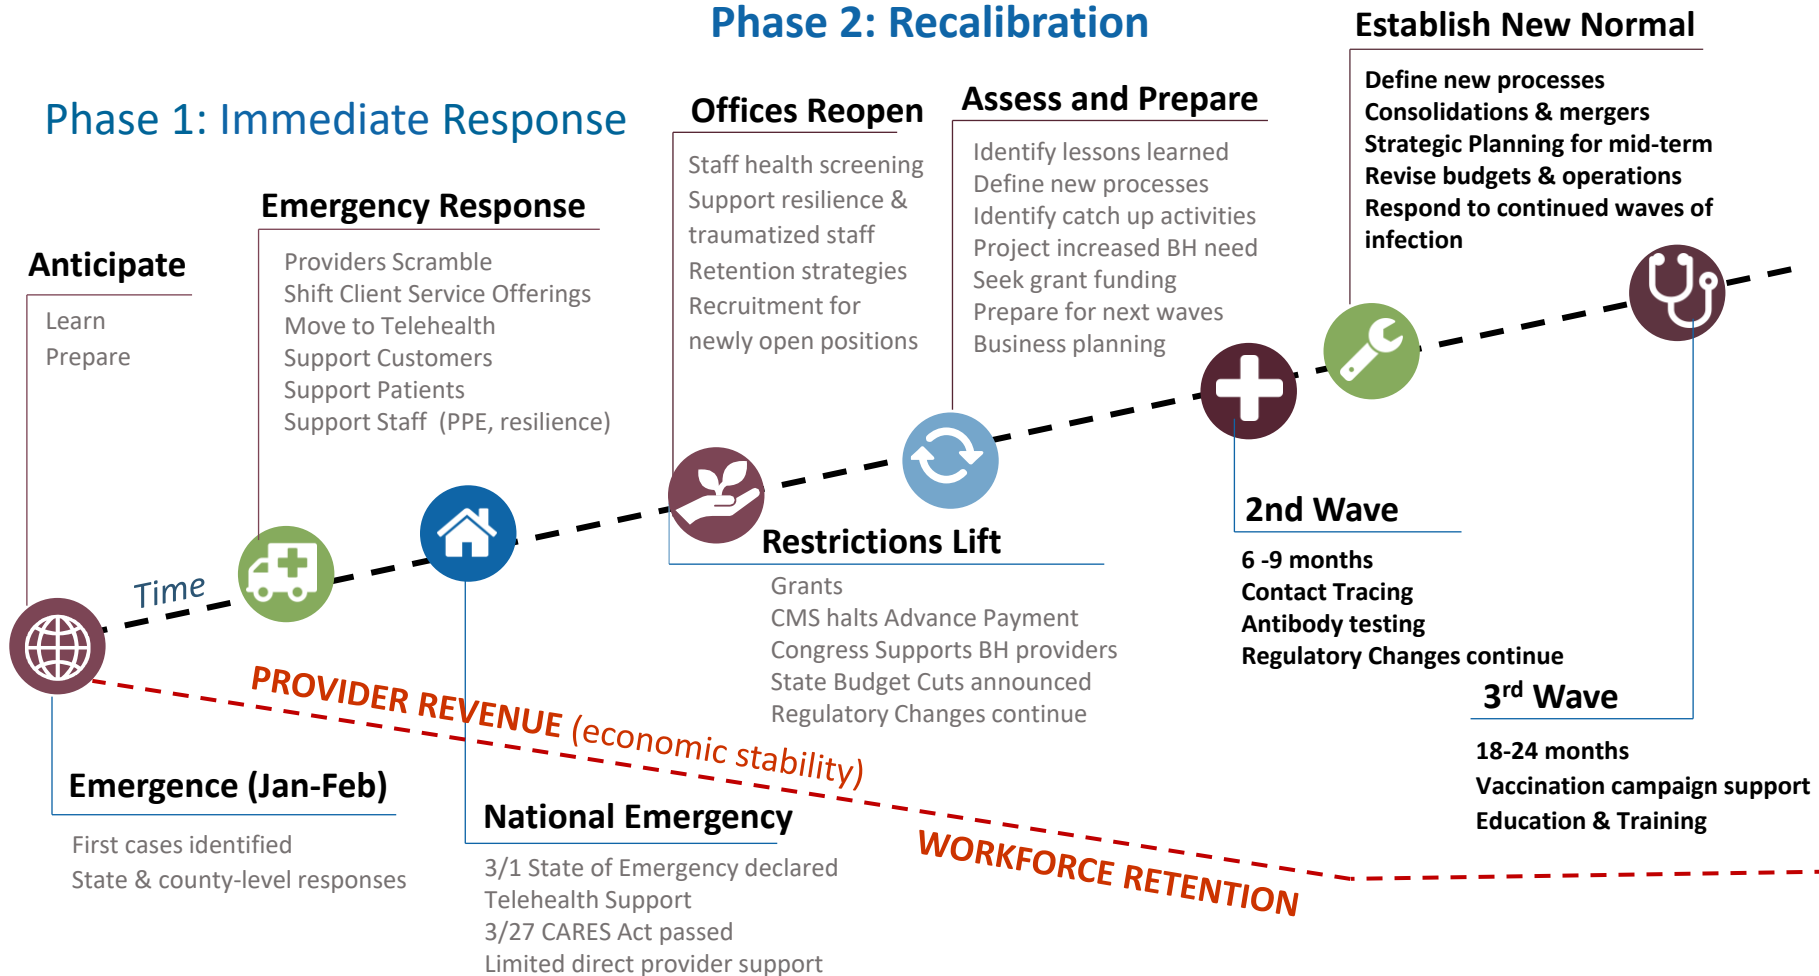 Phase 2: Recalibration
Phase 1: Immediate Response
Anticipate
Learn
Prepare
Emergency Response
Providers Scramble
Shift Client Service Offerings
Move to Telehealth
Support Customers
Support Patients
Support Staff  (PPE, resilience)
Offices Reopen
Staff health screening
Support resilience &
traumatized staff
Retention strategies
Recruitment for
newly open positions
Assess and Prepare
Identify lessons learned
Define new processes
Identify catch up activities
Project increased BH need
Seek grant funding
Prepare for next waves
Business planning
Establish New Normal
Define new processes
Consolidations & mergers
Strategic Planning for mid-term
Revise budgets & operations
Respond to continued waves of
infection
Time
PROVIDER REVENUE (economic stability)
WORKFORCE RETENTION
Emergence (Jan-Feb)
First cases identified
State & county-level responses
National Emergency
3/1 State of Emergency declared
Telehealth Support
3/27 CARES Act passed
Limited direct provider support
Restrictions Lift
Grants
CMS halts Advance Payment
Congress Supports BH providers
State Budget Cuts announced
Regulatory Changes continue
2nd Wave
6 -9 months
Contact Tracing
Antibody testing
Regulatory Changes continue
3rd Wave
18-24 months
Vaccination campaign support
Education & Training